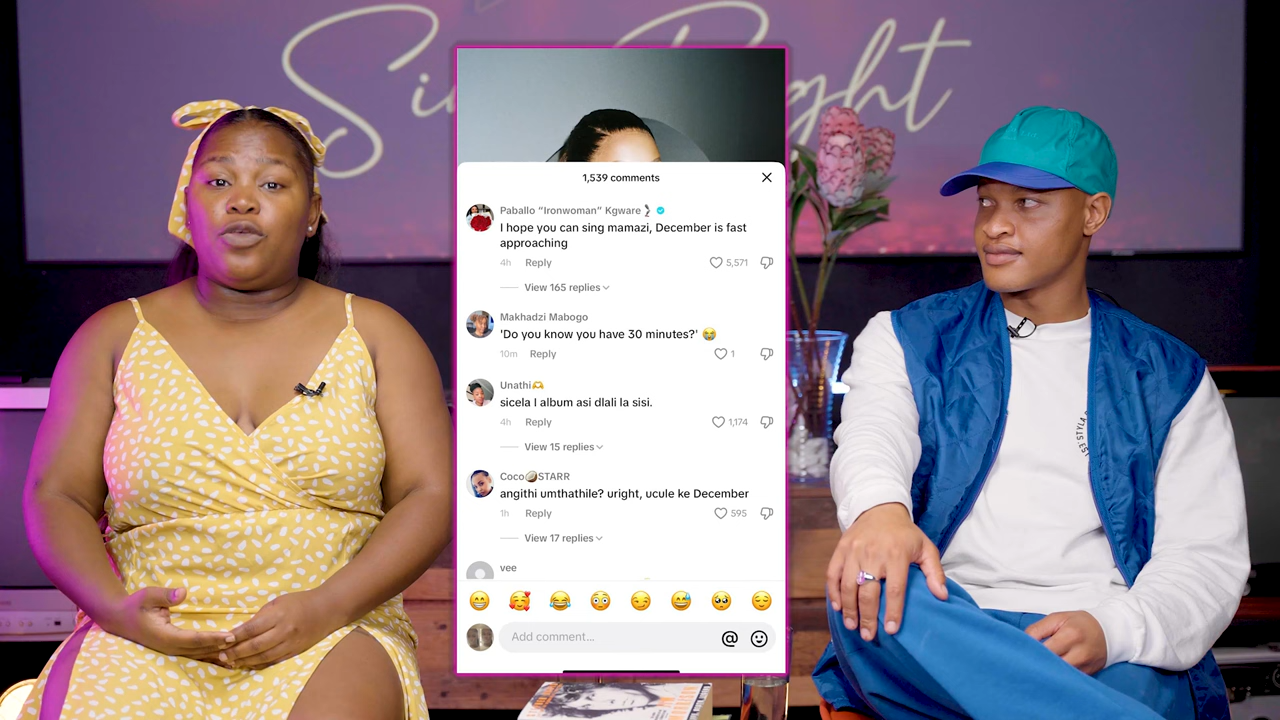 1,539 comments
Paballo “Ironwoman” Kgware
I hope you can sing mamazi, December is fast
approaching
4h Reply 5,571
View 165 replies
Makhadzi Mabogo
'Do you know you have 30 minutes?' 😭
10m Reply 1
Unathi🫶
sicela I album asi dlali la sisi.
4h Reply 1,174
View 15 replies
Coco🥥STARR
angithi umthathile? uright, ucule ke December
1h Reply 595
View 17 replies
vee
Add comment...
@